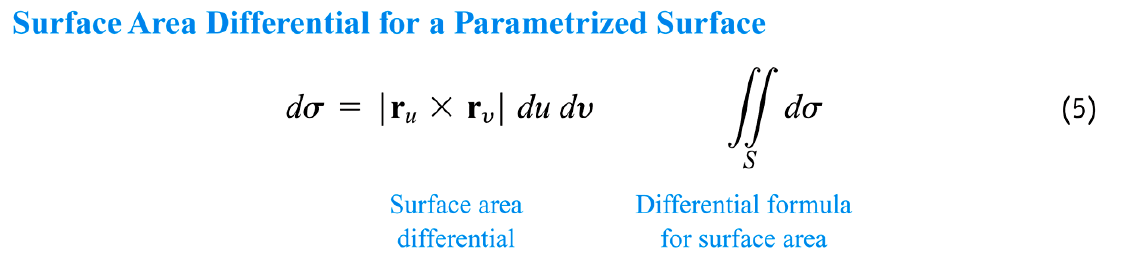 Surface Area Differential for a Parametrized Surface
dσ = |r_u × r_v| du dv    ∬_S dσ    (5)
Surface area    Differential formula
differential    for surface area